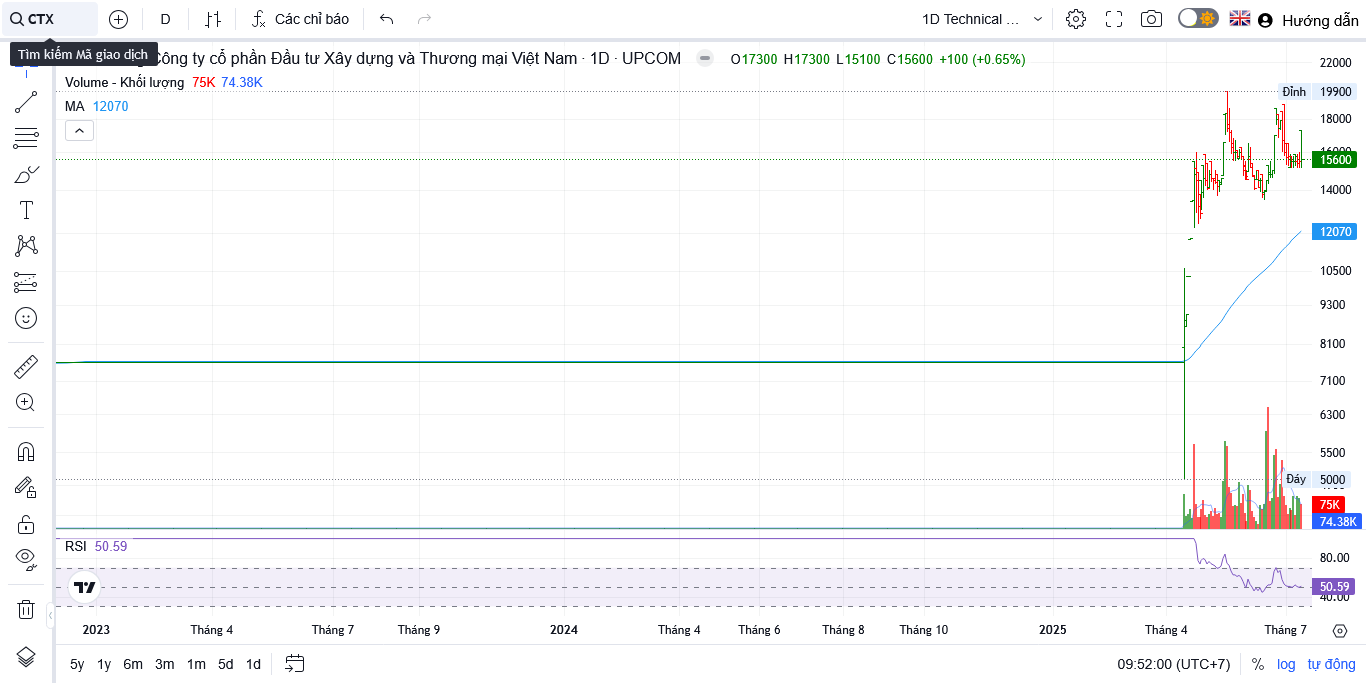 CTX D Các chỉ báo 1D Technical ... Hướng dẫn
Tìm kiếm Mã giao dịch
Công ty cổ phần Đầu tư Xây dựng và Thương mại Việt Nam · 1D · UPCOM O17300 H17300 L15100 C15600 +100 (+0.65%)
Volume - Khối lượng 75K 74.38K
MA 12070
22000
Đỉnh 19900
18000
16000
15600
14000
12070
10500
9300
8100
7100
6300
5500
Đáy 5000
75K
74.38K
RSI 50.59
80.00
50.59
40.00
2023 Tháng 4 Tháng 7 Tháng 9 2024 Tháng 4 Tháng 6 Tháng 8 Tháng 10 2025 Tháng 4 Tháng 7
5y 1y 6m 3m 1m 5d 1d 09:52:00 (UTC+7) % log tự động